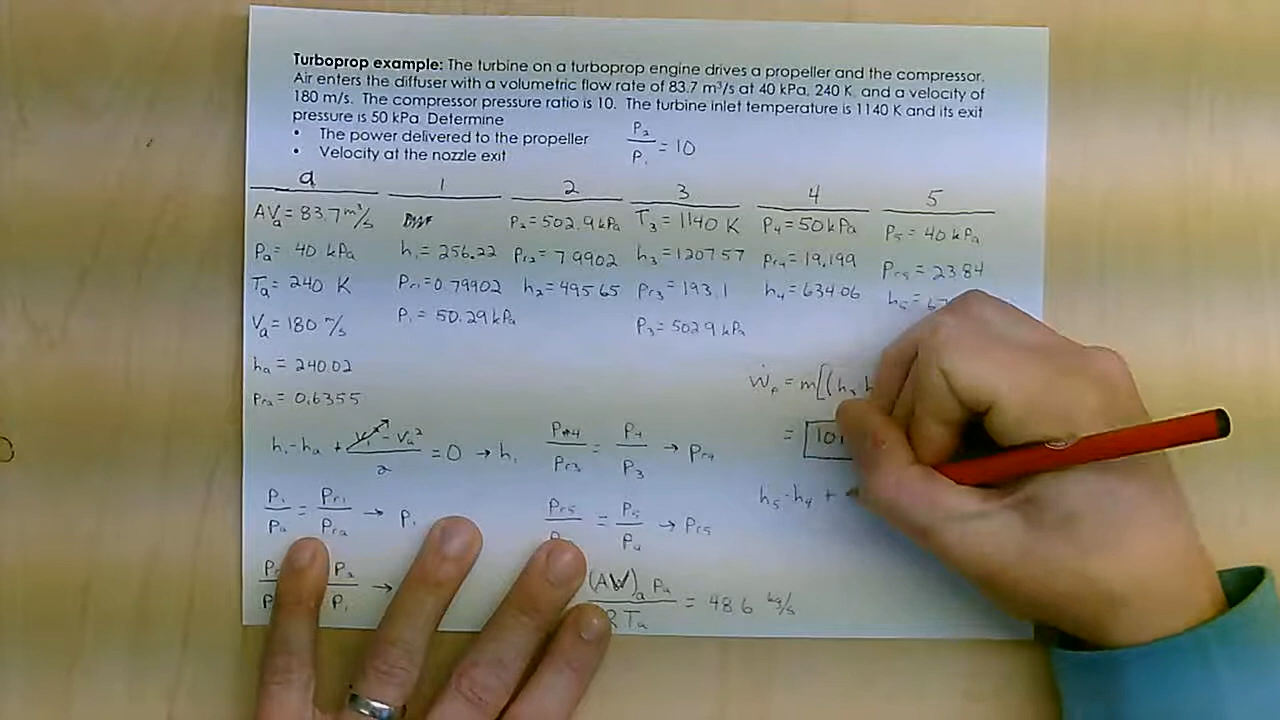 Turboprop example: The turbine on a turboprop engine drives a propeller and the compressor.
Air enters the diffuser with a volumetric flow rate of 83.7 m³/s at 40 kPa, 240 K, and a velocity of
180 m/s. The compressor pressure ratio is 10. The turbine inlet temperature is 1140 K and its exit
pressure is 50 kPa. Determine
• The power delivered to the propeller
• Velocity at the nozzle exit
P₂/P₁ = 10
a 1 2 3 4 5
AVₐ = 83.7 m³/s P₂ = 502.9 kPa T₃ = 1140 K P₄ = 50 kPa P₅ = 40 kPa
Pₐ = 40 kPa h₁ = 256.22 Pr₂ = 7.9902 h₃ = 1207.57 Pr₄ = 19.199 Pr₅ = 23.84
Tₐ = 240 K Pr₁ = 0.79902 h₂ = 495.65 Pr₃ = 193.1 h₄ = 634.06 h₅ =
Vₐ = 180 m/s P₁ = 50.29 kPa P₃ = 502.9 kPa
hₐ = 240.02
Prₐ = 0.6355
Ẇₚ = ṁ[(h₃
h₁-hₐ + (V₁² - Vₐ²)/2 = 0 → h₁ Pr4/Pr3 = P₄/P₃ → Pr₄
=
h₅-h₄ +
P₁/Pₐ = Pr₁/Prₐ → P₁ Pr₅/ = P₅/P₄ → Pr₅
P₂/P₁ →
(AV)ₐ Pₐ/RTₐ = 48.6 kg/s